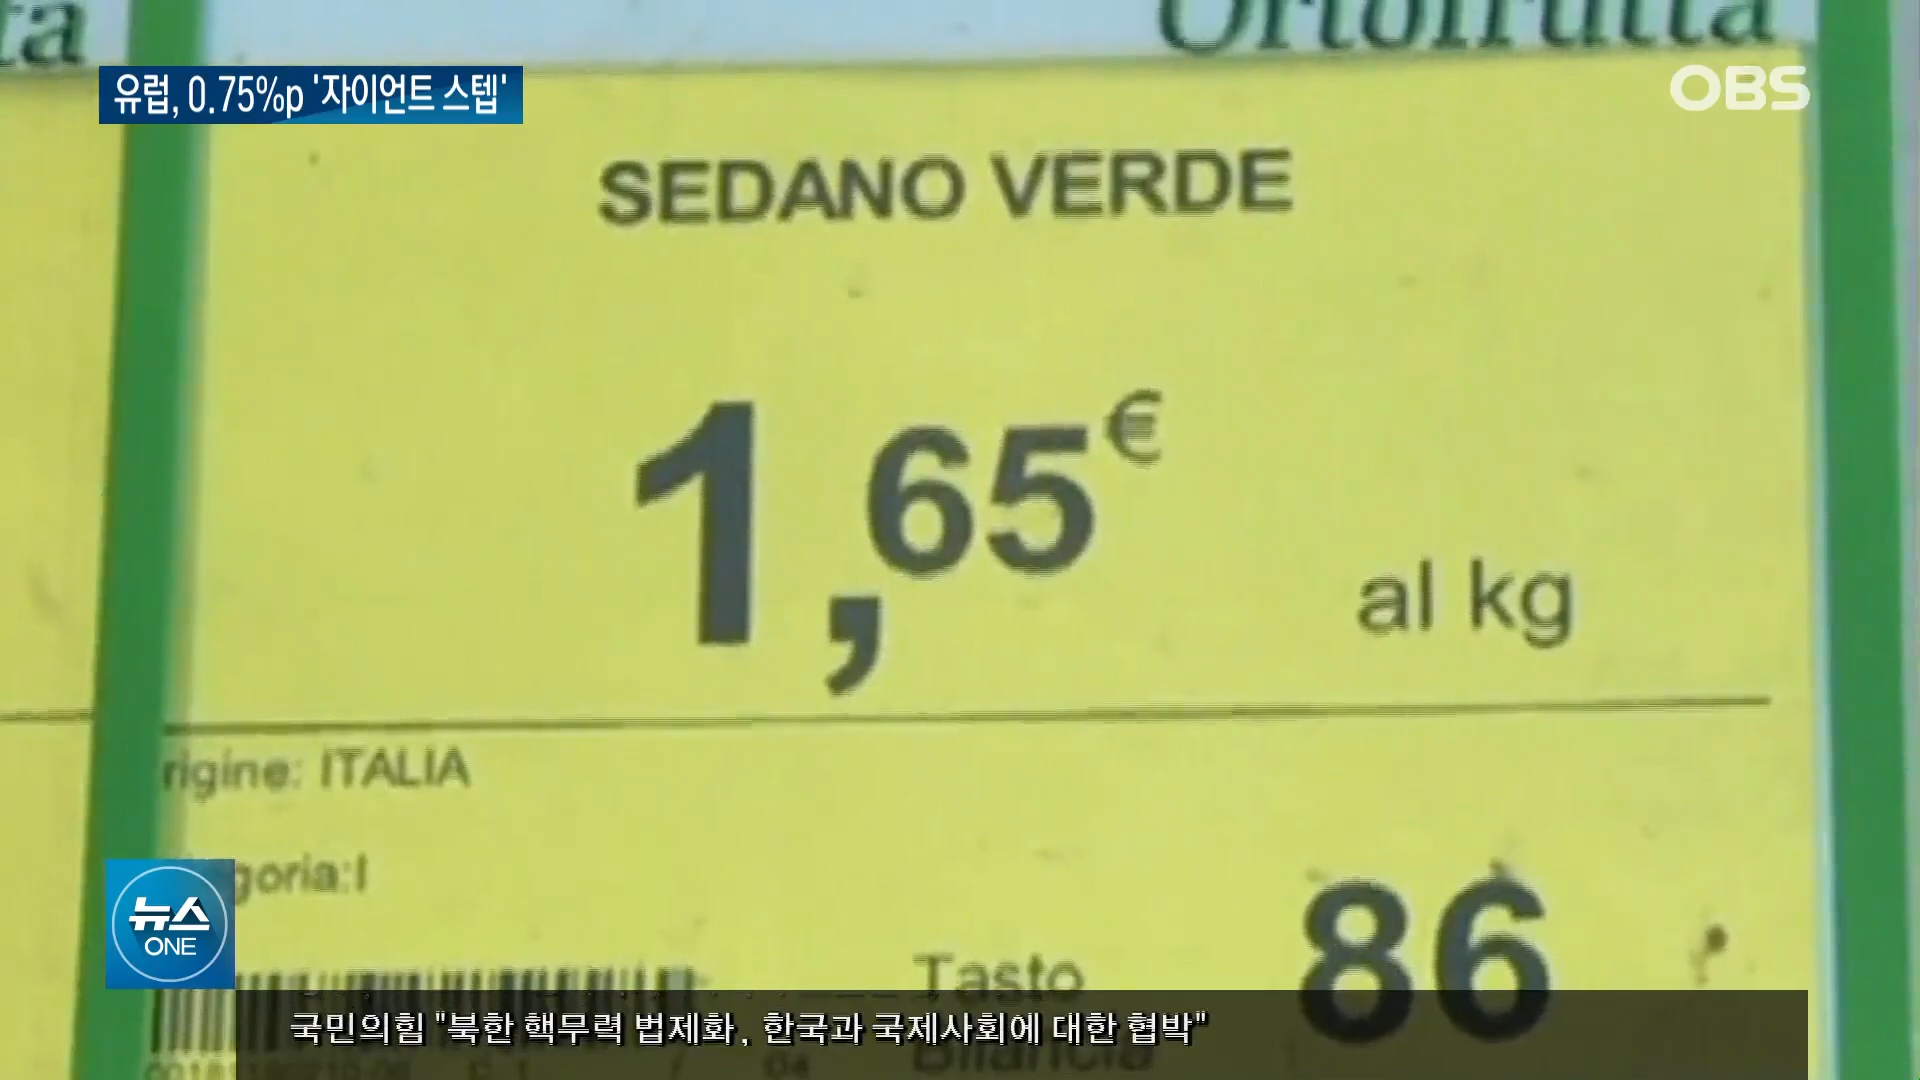 ta
Ortofrutta
유럽, 0.75%p '자이언트 스텝'
OBS
SEDANO VERDE
1,65€
al kg
rigine: ITALIA
goria:I
뉴스
ONE
Tasto
86
국민의힘 "북한 핵무력 법제화, 한국과 국제사회에 대한 협박"
Bilancia